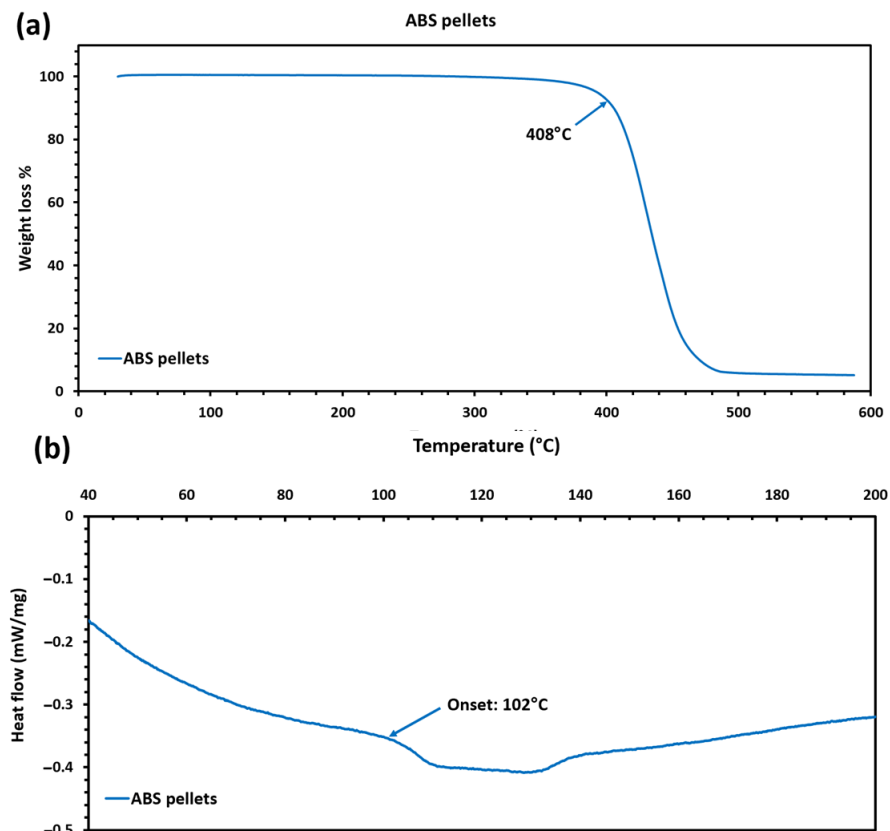 (a)
ABS pellets
Weight loss %
100
80
60
40
20
0
408°C
ABS pellets
0
100
200
300
400
500
600
(b)
Temperature (°C)
40
60
80
100
120
140
160
180
200
Heat flow (mW/mg)
0
−0.1
−0.2
−0.3
−0.4
−0.5
Onset: 102°C
ABS pellets